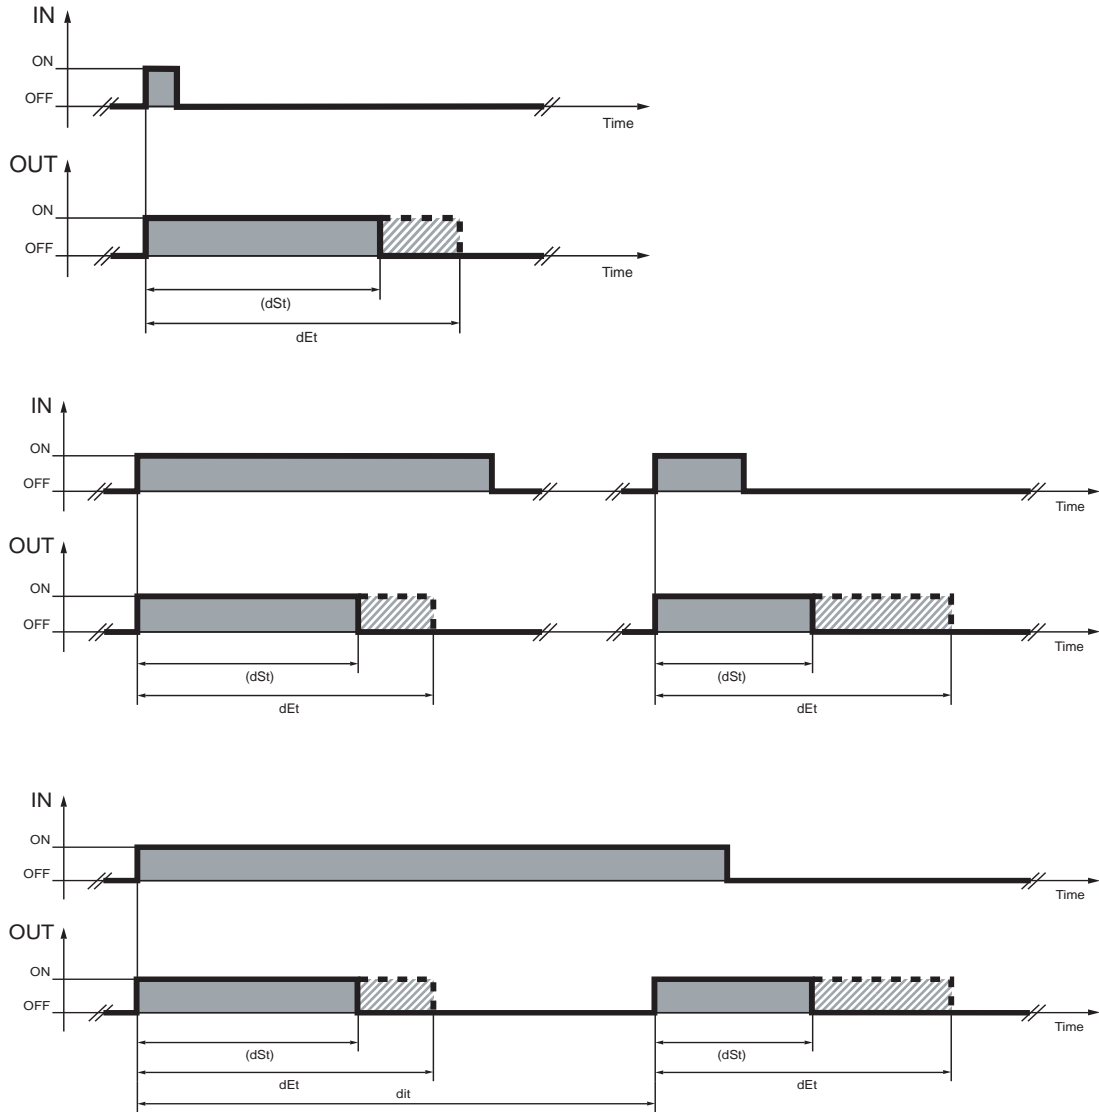 IN
ON
OFF
Time
OUT
ON
OFF
Time
(dSt)
dEt
IN
ON
OFF
Time
OUT
ON
OFF
Time
(dSt) (dSt)
dEt dEt
IN
ON
OFF
Time
OUT
ON
OFF
Time
(dSt) (dSt)
dEt dEt
dit